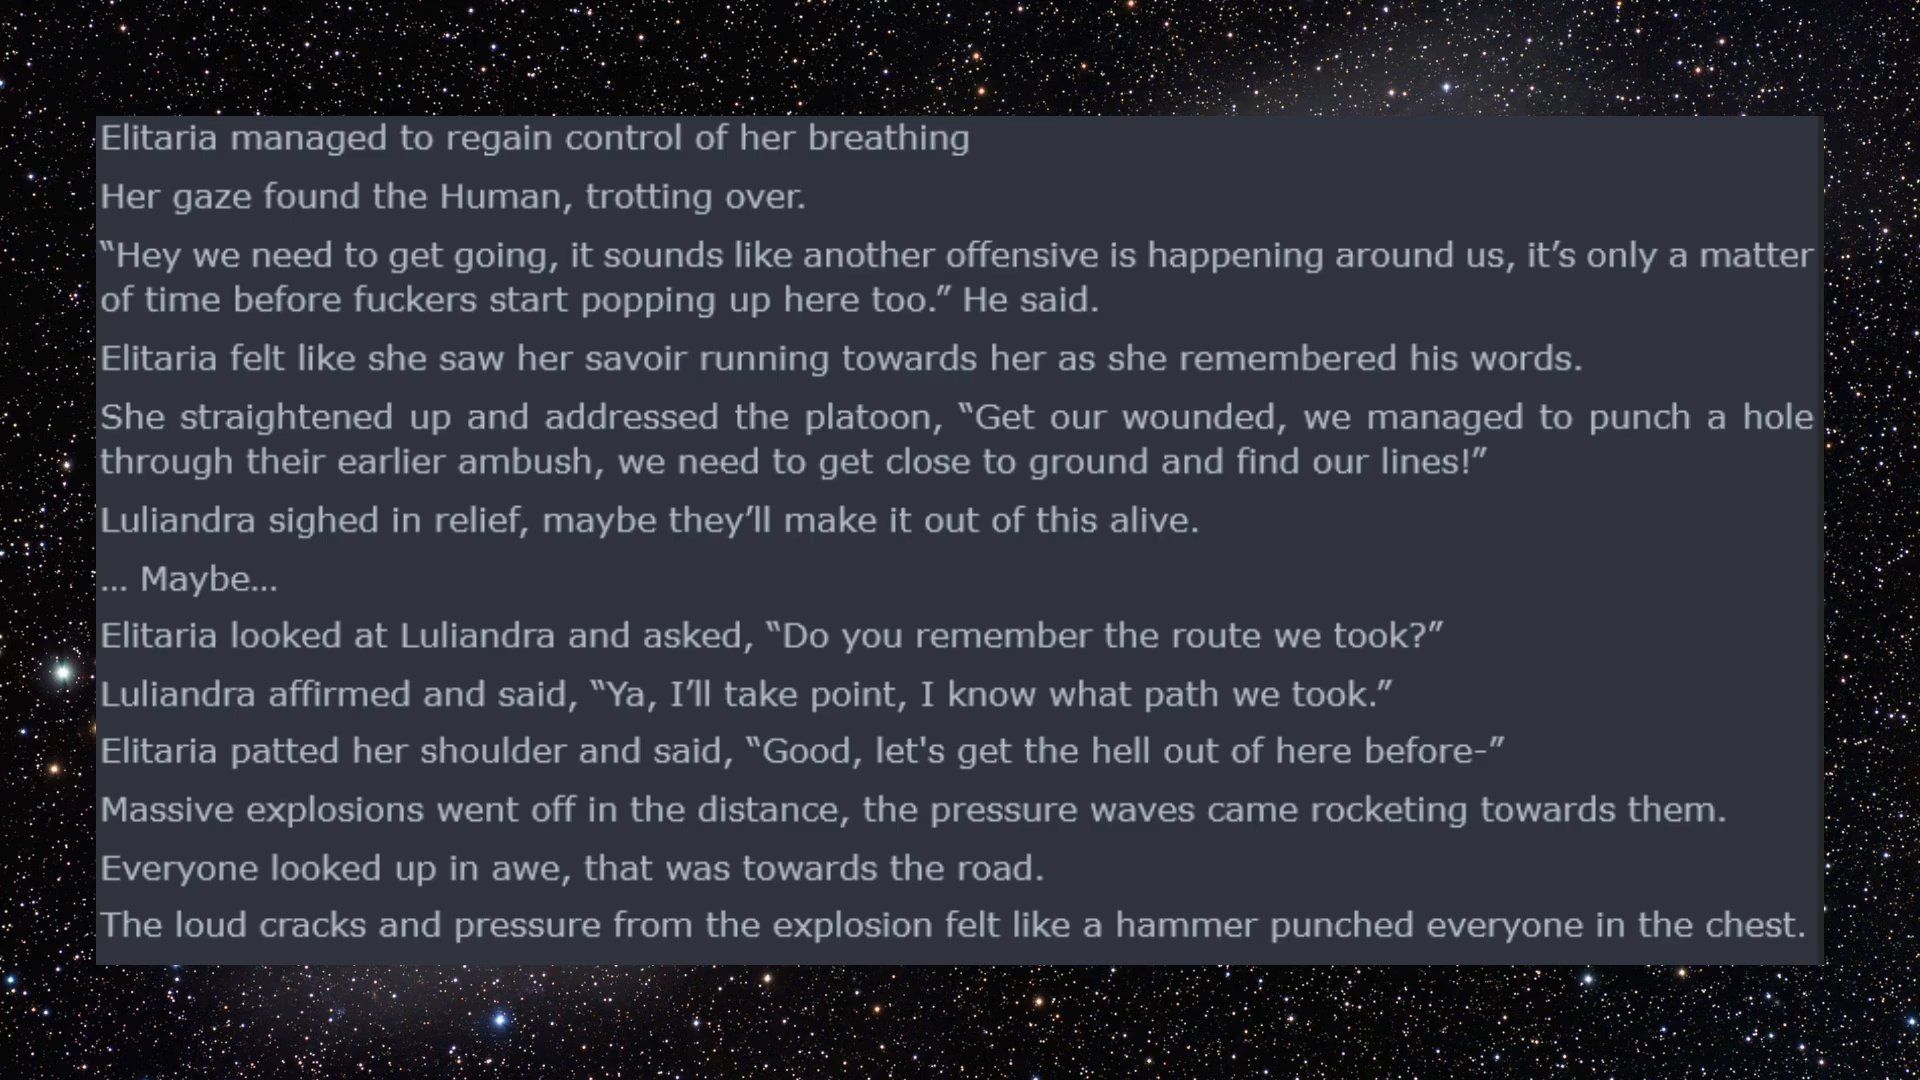 Elitaria managed to regain control of her breathing
Her gaze found the Human, trotting over.
“Hey we need to get going, it sounds like another offensive is happening around us, it’s only a matter
of time before fuckers start popping up here too.” He said.
Elitaria felt like she saw her savoir running towards her as she remembered his words.
She straightened up and addressed the platoon, “Get our wounded, we managed to punch a hole
through their earlier ambush, we need to get close to ground and find our lines!”
Luliandra sighed in relief, maybe they’ll make it out of this alive.
… Maybe…
Elitaria looked at Luliandra and asked, “Do you remember the route we took?”
Luliandra affirmed and said, “Ya, I’ll take point, I know what path we took.”
Elitaria patted her shoulder and said, “Good, let's get the hell out of here before-”
Massive explosions went off in the distance, the pressure waves came rocketing towards them.
Everyone looked up in awe, that was towards the road.
The loud cracks and pressure from the explosion felt like a hammer punched everyone in the chest.